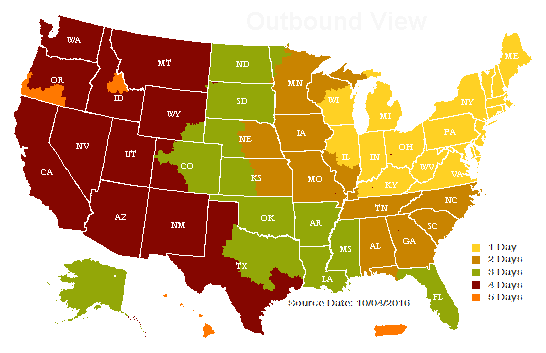 Outbound View
WA
MT
ND
MN
ME
OR
ID
SD
WI
NY
WY
MI
IA
PA
NV
UT
NE
IL
IN
OH
CA
CO
KS
MO
WV
VA
KY
AZ
NM
OK
AR
TN
NC
SC
MS
AL
GA
TX
LA
FL
1 Day
2 Days
3 Days
4 Days
5 Days
Source Date: 10/04/2016